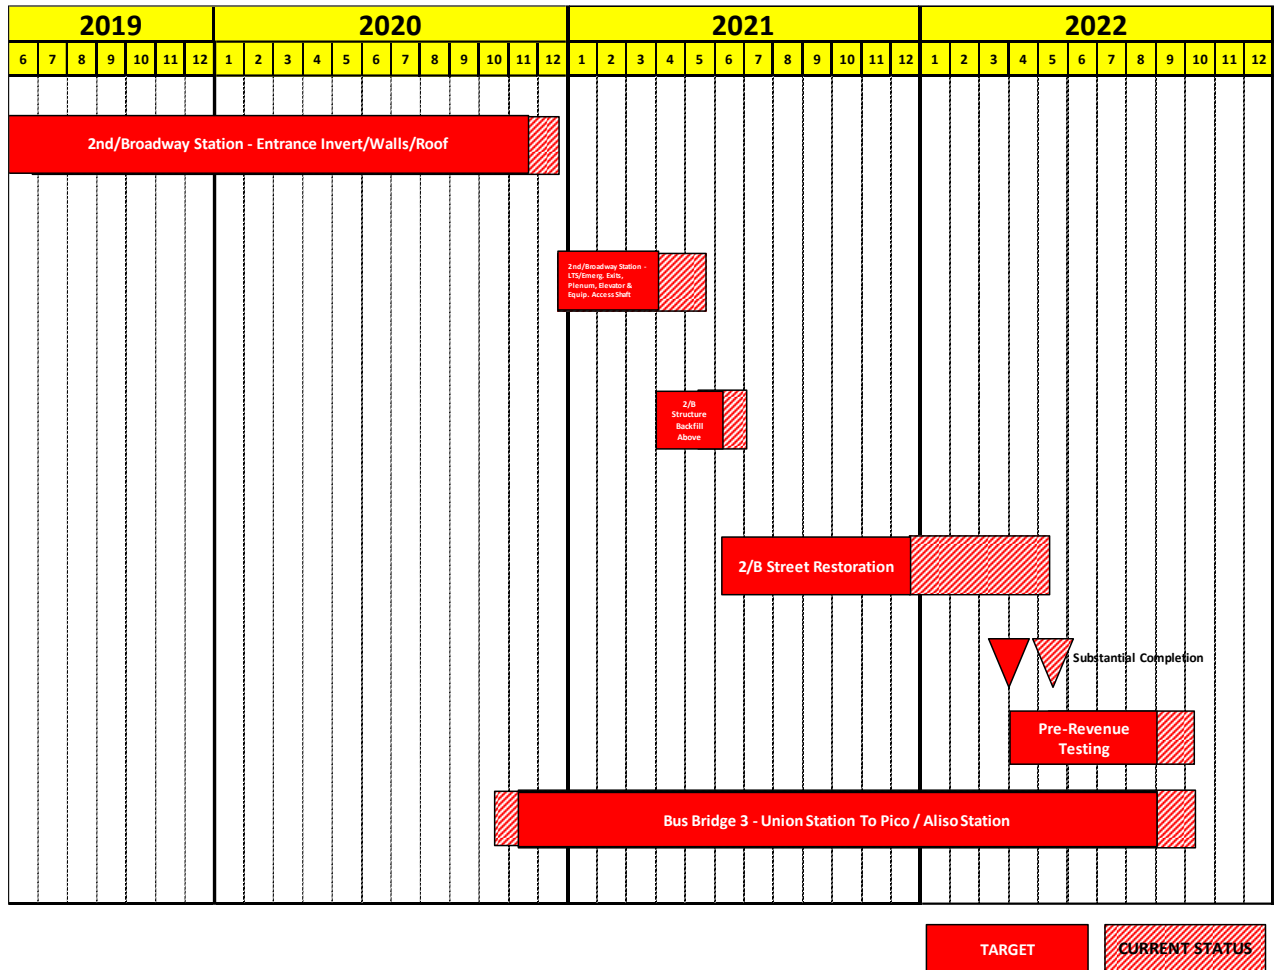 2019 2020 2021 2022
6 7 8 9 10 11 12 1 2 3 4 5 6 7 8 9 10 11 12 1 2 3 4 5 6 7 8 9 10 11 12 1 2 3 4 5 6 7 8 9 10 11 12
2nd/Broadway Station - Entrance Invert/Walls/Roof
2nd/Broadway Station -
LTS/Emerg. Exits,
Plenum, Elevator &
Equip. Access Shaft
2/B
Structure
Backfill
Above
2/B Street Restoration
Substantial Completion
Pre-Revenue
Testing
Bus Bridge 3 - Union Station To Pico / Aliso Station
TARGET
CURRENT STATUS